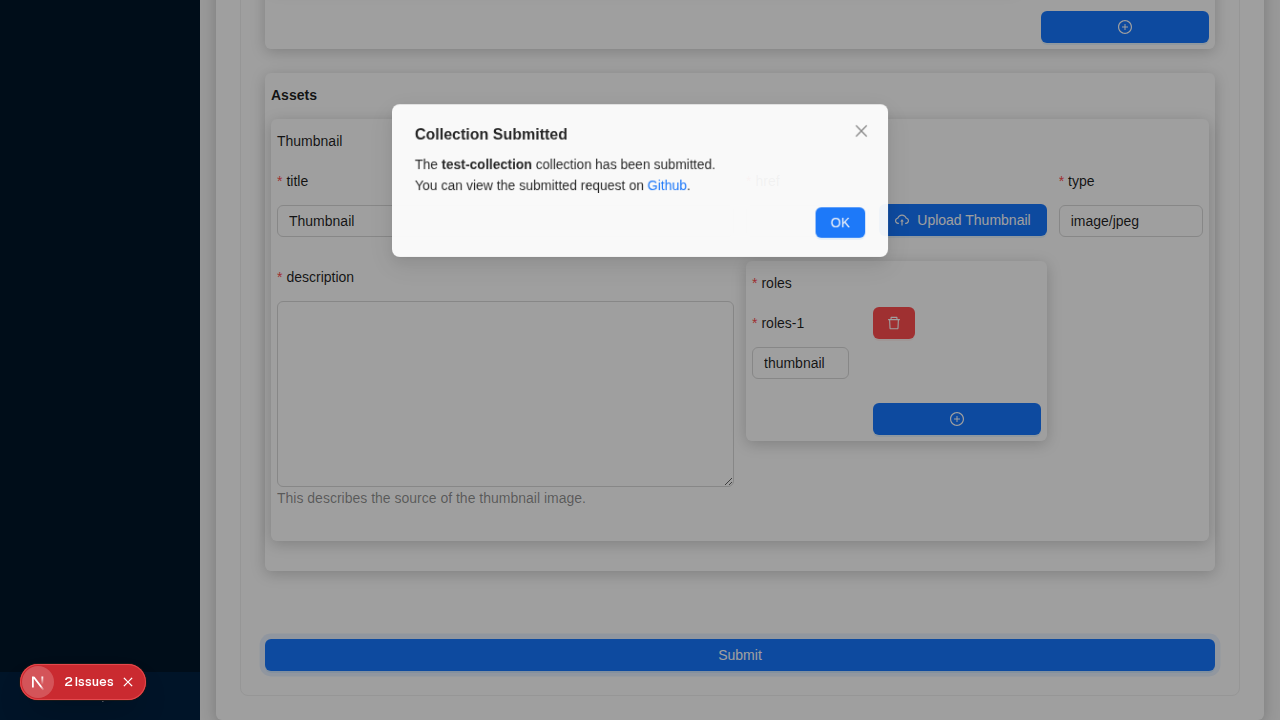 Assets
Collection Submitted
The test-collection collection has been submitted.
You can view the submitted request on Github.
OK
Thumbnail
* title
* href
* type
Thumbnail
Upload Thumbnail
image/jpeg
* description
* roles
* roles-1
thumbnail
This describes the source of the thumbnail image.
Submit
N 2 Issues